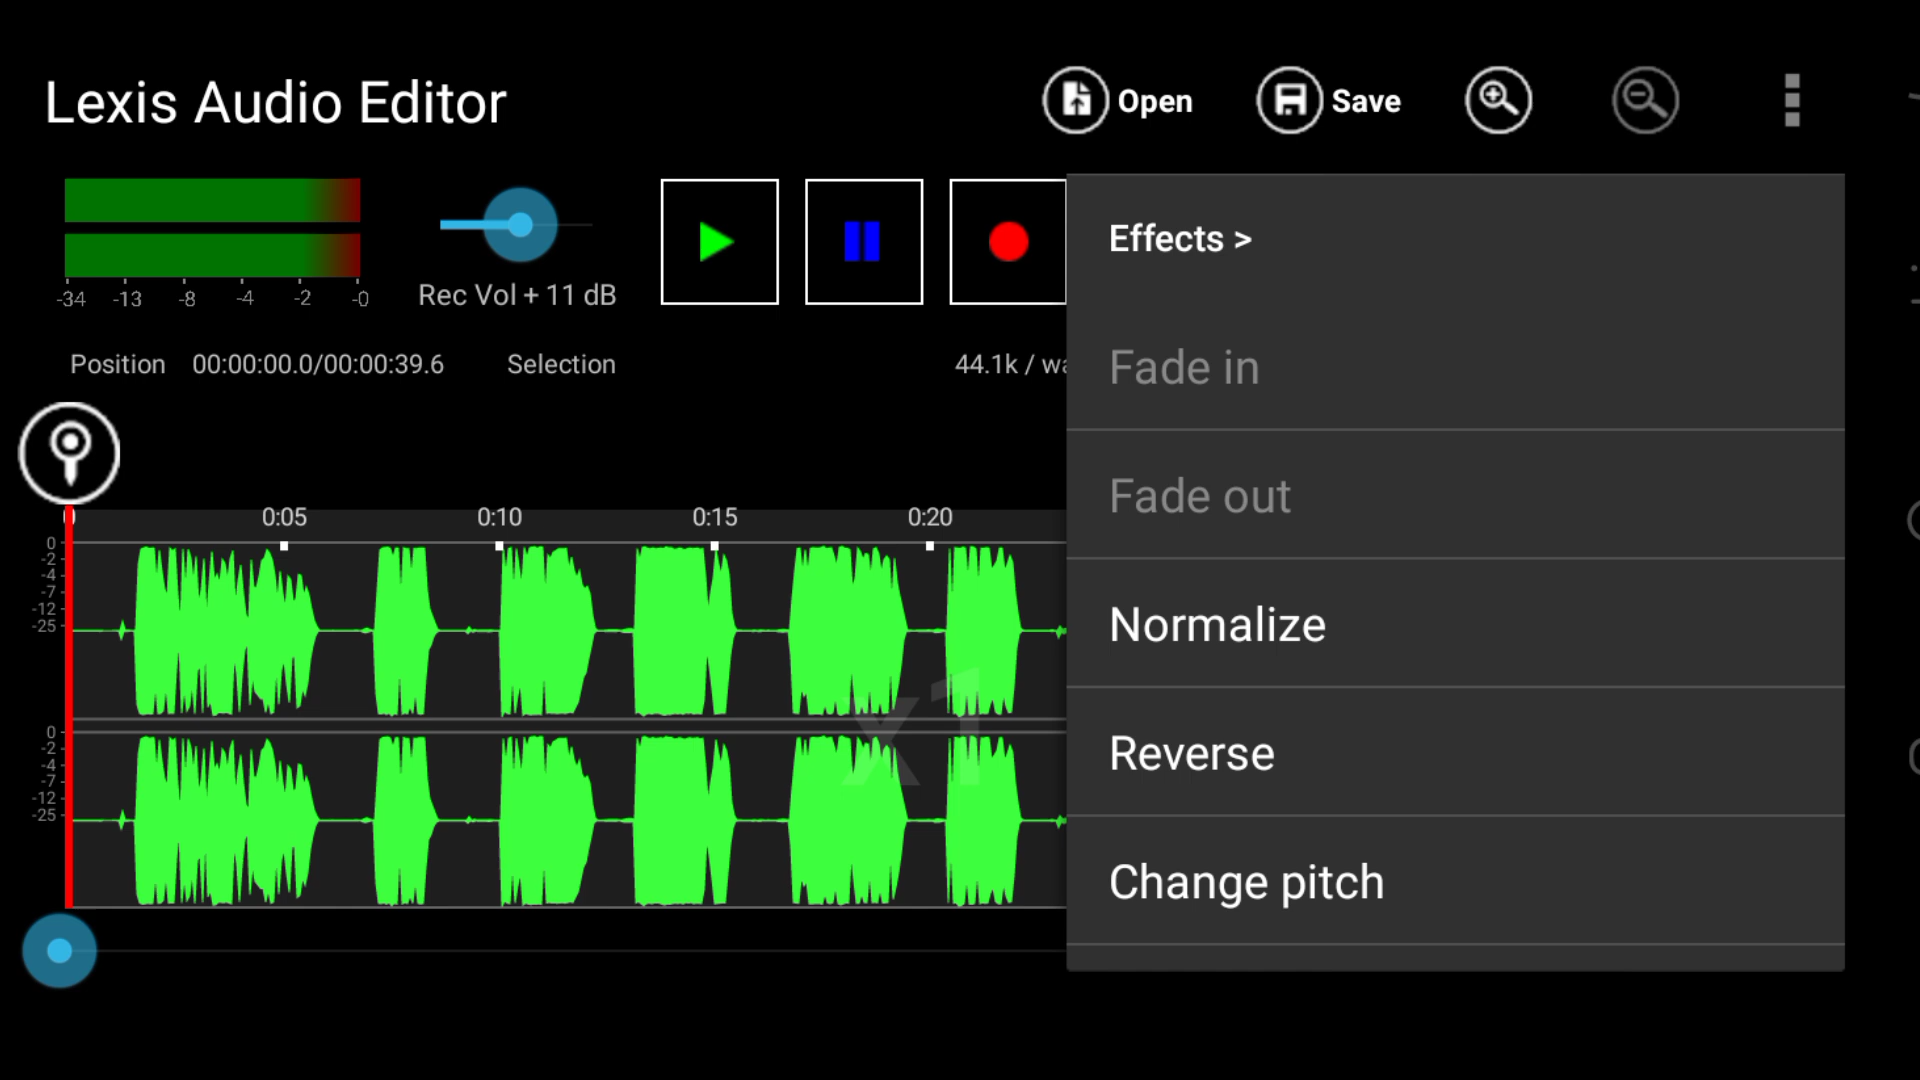 Lexis Audio Editor
Open
Save
-34 -13 -8 -4 -2 -0
Rec Vol + 11 dB
Effects >
Position 00:00:00.0/00:00:39.6 Selection 44.1k /
Fade in
Fade out
Normalize
Reverse
Change pitch
0 0:05 0:10 0:15 0:20
0
-2
-4
-7
-12
-25
0
-2
-4
-7
-12
-25
x1